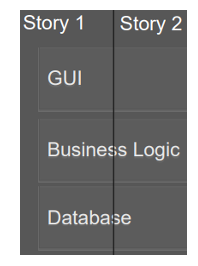 Story 1 Story 2
GUI
Business Logic
Database